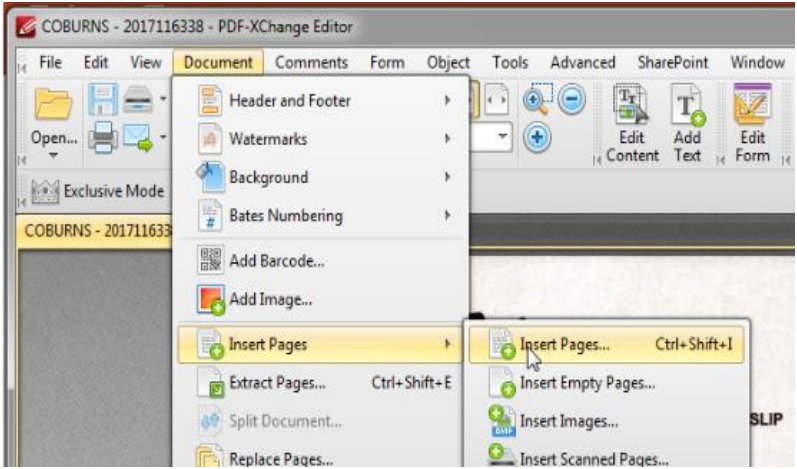 COBURNS - 2017116338 - PDF-XChange Editor
File Edit View Document Comments Form Object Tools Advanced SharePoint Window
Open...
Edit Content
Add Text
Edit Form
Exclusive Mode
COBURNS - 201711633
Header and Footer
Watermarks
Background
Bates Numbering
Add Barcode...
Add Image...
Insert Pages
Extract Pages... Ctrl+Shift+E
Split Document...
Replace Pages...
Insert Pages... Ctrl+Shift+I
Insert Empty Pages...
Insert Images...
Insert Scanned Pages...
SLIP